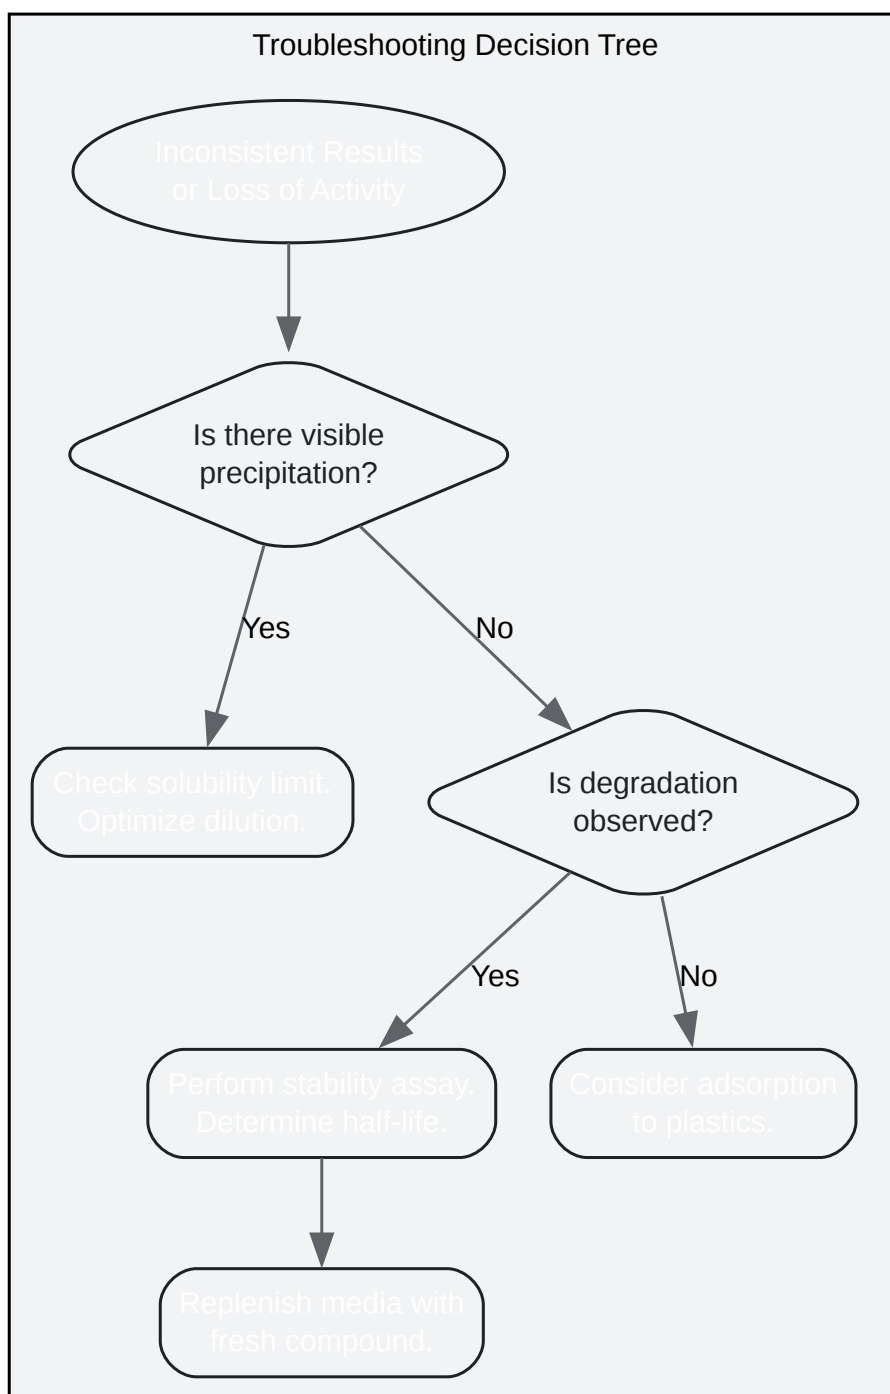 Troubleshooting Decision Tree
Inconsistent Results
or Loss of Activity
Is there visible
precipitation?
Yes
No
Check solubility limit.
Optimize dilution.
Is degradation
observed?
Yes
No
Perform stability assay.
Determine half-life.
Consider adsorption
to plastics.
Replenish media with
fresh compound.